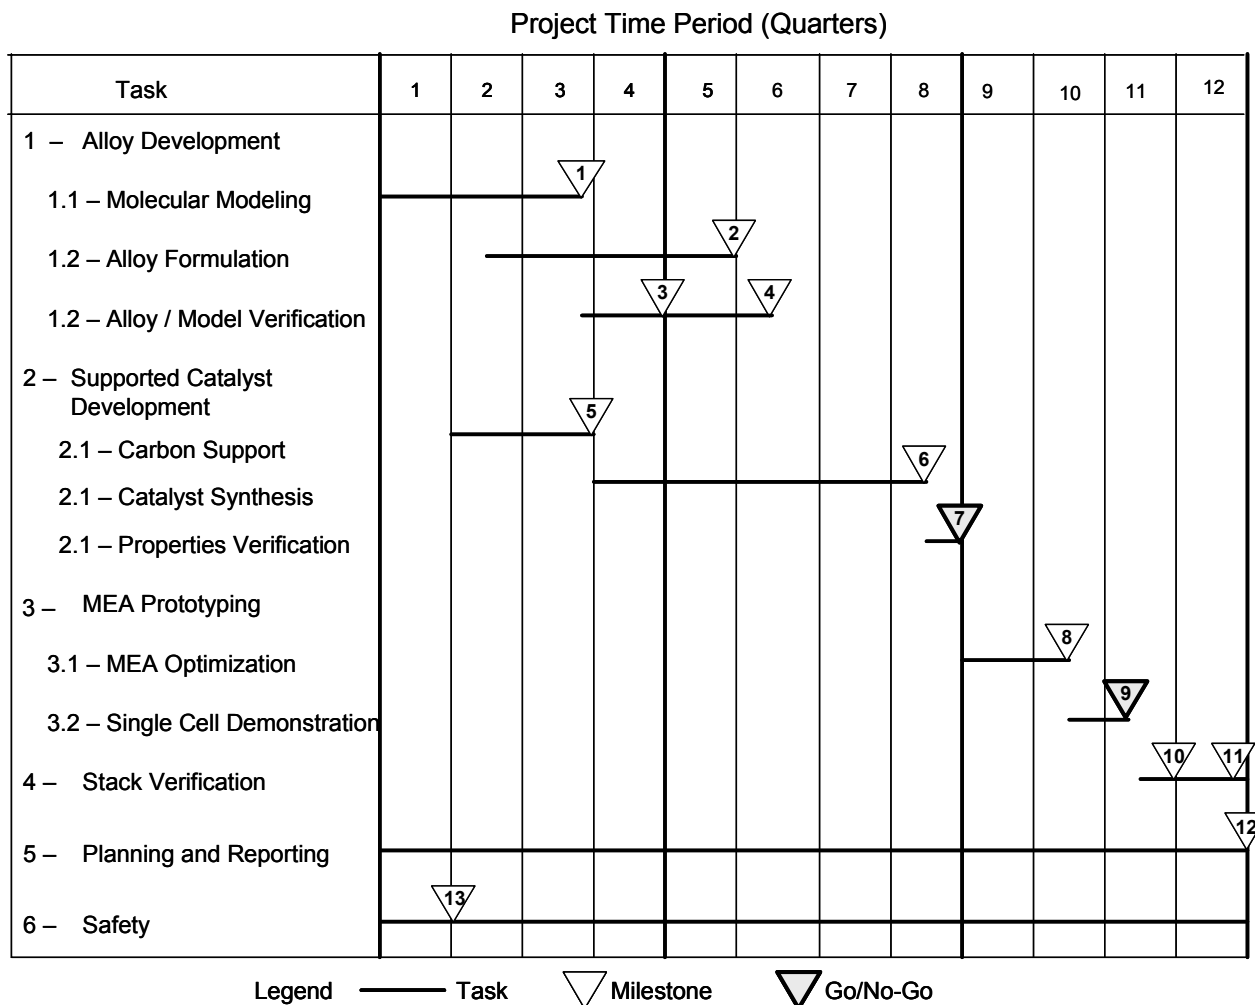 Project Time Period (Quarters)
Task 1 2 3 4 5 6 7 8 9 10 11 12
1 – Alloy Development
1
1.1 – Molecular Modeling
2
1.2 – Alloy Formulation
3 4
1.2 – Alloy / Model Verification
2 – Supported Catalyst
Development
5
2.1 – Carbon Support
6
2.1 – Catalyst Synthesis
7
2.1 – Properties Verification
3 – MEA Prototyping
8
3.1 – MEA Optimization
9
3.2 – Single Cell Demonstration
10 11
4 – Stack Verification
12
5 – Planning and Reporting
13
6 – Safety
Legend Task Milestone Go/No-Go